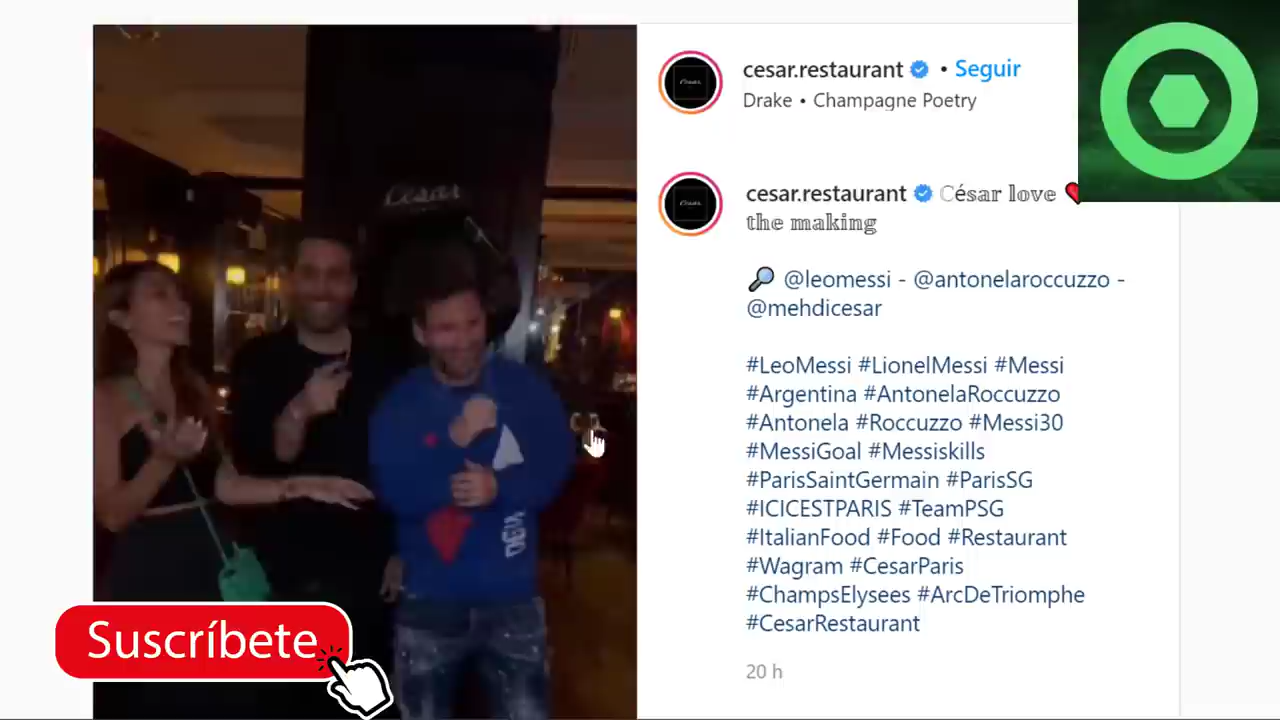 cesar.restaurant • Seguir
Drake • Champagne Poetry
cesar.restaurant César love
the making
@leomessi - @antonelaroccuzzo -
@mehdicesar
#LeoMessi #LionelMessi #Messi
#Argentina #AntonelaRoccuzzo
#Antonela #Roccuzzo #Messi30
#MessiGoal #Messiskills
#ParisSaintGermain #ParisSG
#ICICESTPARIS #TeamPSG
#ItalianFood #Food #Restaurant
#Wagram #CesarParis
#ChampsElysees #ArcDeTriomphe
#CesarRestaurant
20 h
Cesar
Suscríbete